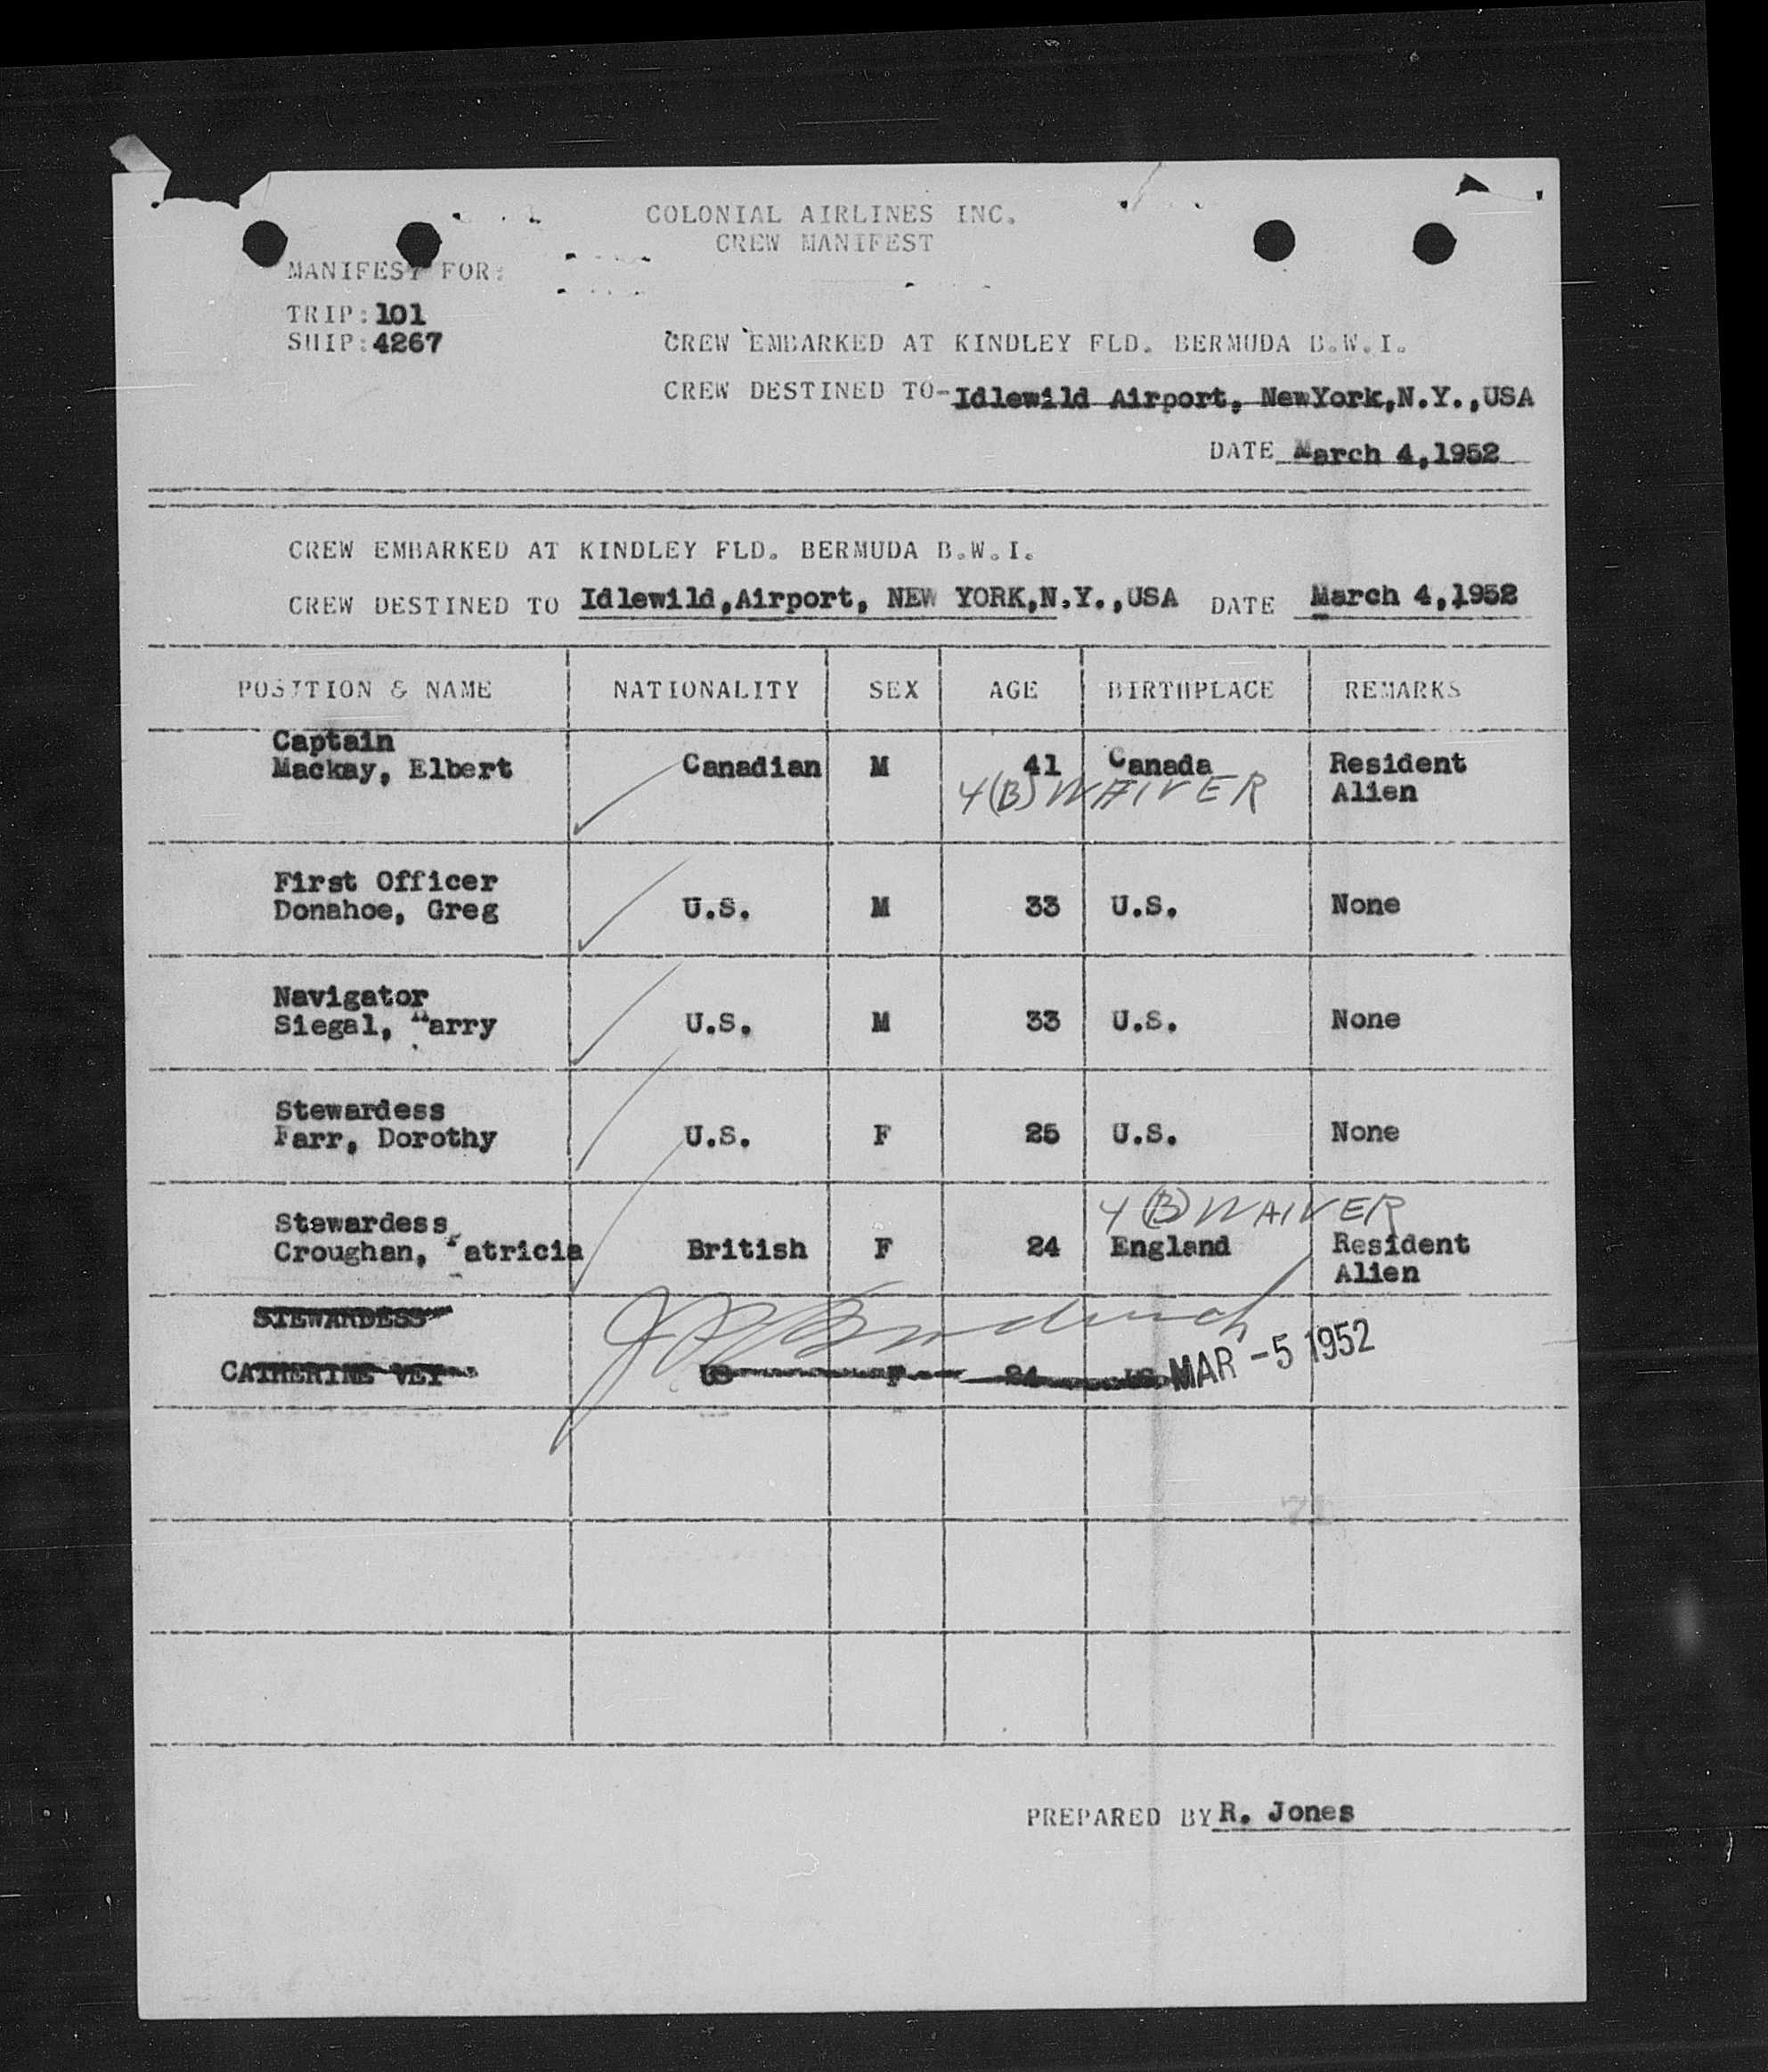 COLONIAL AIRLINES INC.
CREW MANIFEST
MANIFEST FOR:
TRIP:101
SHIP:4267
CREW EMBARKED AT KINDLEY FLD. BERMUDA B.W.I.
CREW DESTINED TO-Idlewild Airport, NewYork,N.Y.,USA
DATE March 4,1952
CREW EMBARKED AT KINDLEY FLD. BERMUDA B.W.I.
CREW DESTINED TO Idlewild,Airport, NEW YORK,N.Y.,USA DATE March 4,1952
POSITION & NAME NATIONALITY SEX AGE BIRTHPLACE REMARKS
Captain
Mackay, Elbert Canadian M 41 Canada Resident
4(B) WAIVER Alien
First Officer
Donahoe, Greg U.S. M 33 U.S. None
Navigator
Siegal, Harry U.S. M 33 U.S. None
Stewardess
Farr, Dorothy U.S. F 25 U.S. None
4(B) WAIVER
Stewardess
Croughan, Patricia British F 24 England Resident
Alien
STEWARDESS
CATHERINE VEY US F 24 US MAR -5 1952
PREPARED BY R. Jones